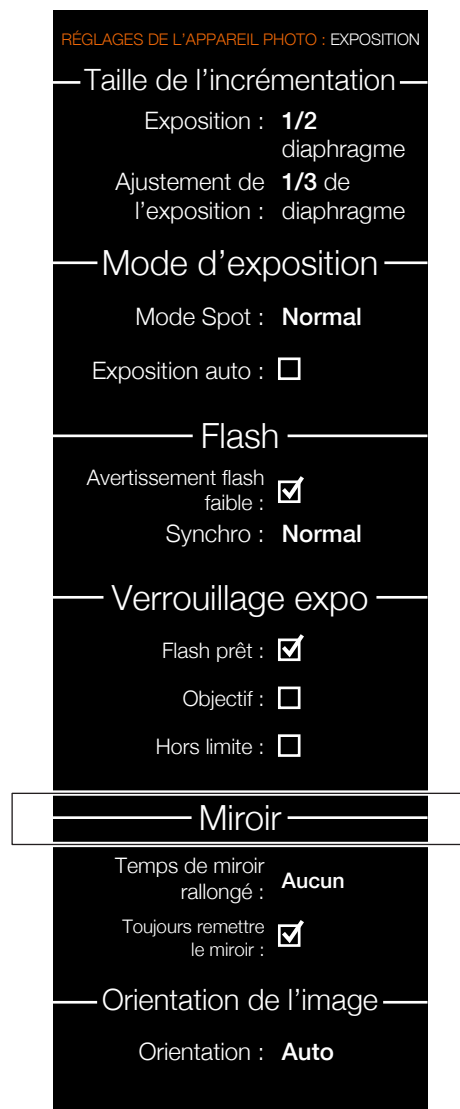 RÉGLAGES DE L'APPAREIL PHOTO : EXPOSITION
Taille de l'incrémentation
Exposition : 1/2
diaphragme
Ajustement de 1/3 de
l'exposition : diaphragme
Mode d'exposition
Mode Spot : Normal
Exposition auto :
Flash
Avertissement flash
faible :
Synchro : Normal
Verrouillage expo
Flash prêt :
Objectif :
Hors limite :
Miroir
Temps de miroir
rallongé : Aucun
Toujours remettre
le miroir :
Orientation de l'image
Orientation : Auto